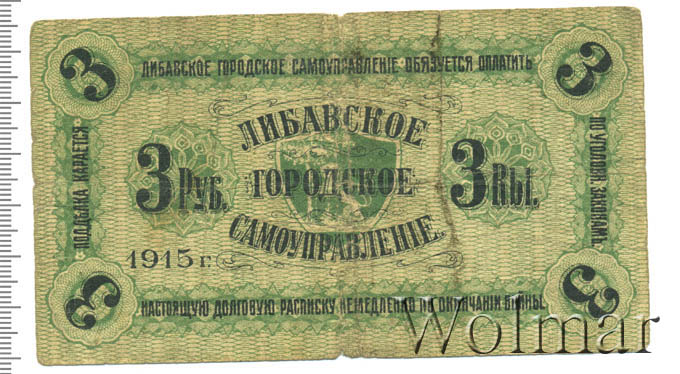 3
3
ЛИБАВСКОЕ ГОРОДСКОЕ САМОУПРАВЛЕНІЕ ОБЯЗУЕТСЯ ОПЛАТИТЬ
ПОДДѢЛКА КАРАЕТСЯ
ПО УГОЛОВ. ЗАКОНАМЪ
ЛИБАВСКОЕ
3 РУБ.
ГОРОДСКОЕ
3 Rbl.
САМОУПРАВЛЕНІЕ.
1915 г.
3
3
НАСТОЯЩУЮ ДОЛГОВУЮ РАСПИСКУ НЕМЕДЛЕННО ПО ОКОНЧАНІИ ВОЙНЫ.
Wolmar